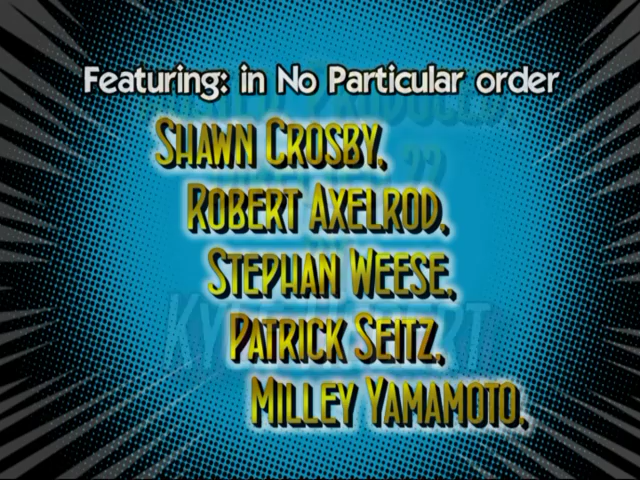 Featuring: in No Particular order
SHAWN CROSBY,
ROBERT AXELROD,
STEPHAN WEESE,
PATRICK SEITZ,
MILLEY YAMAMOTO,